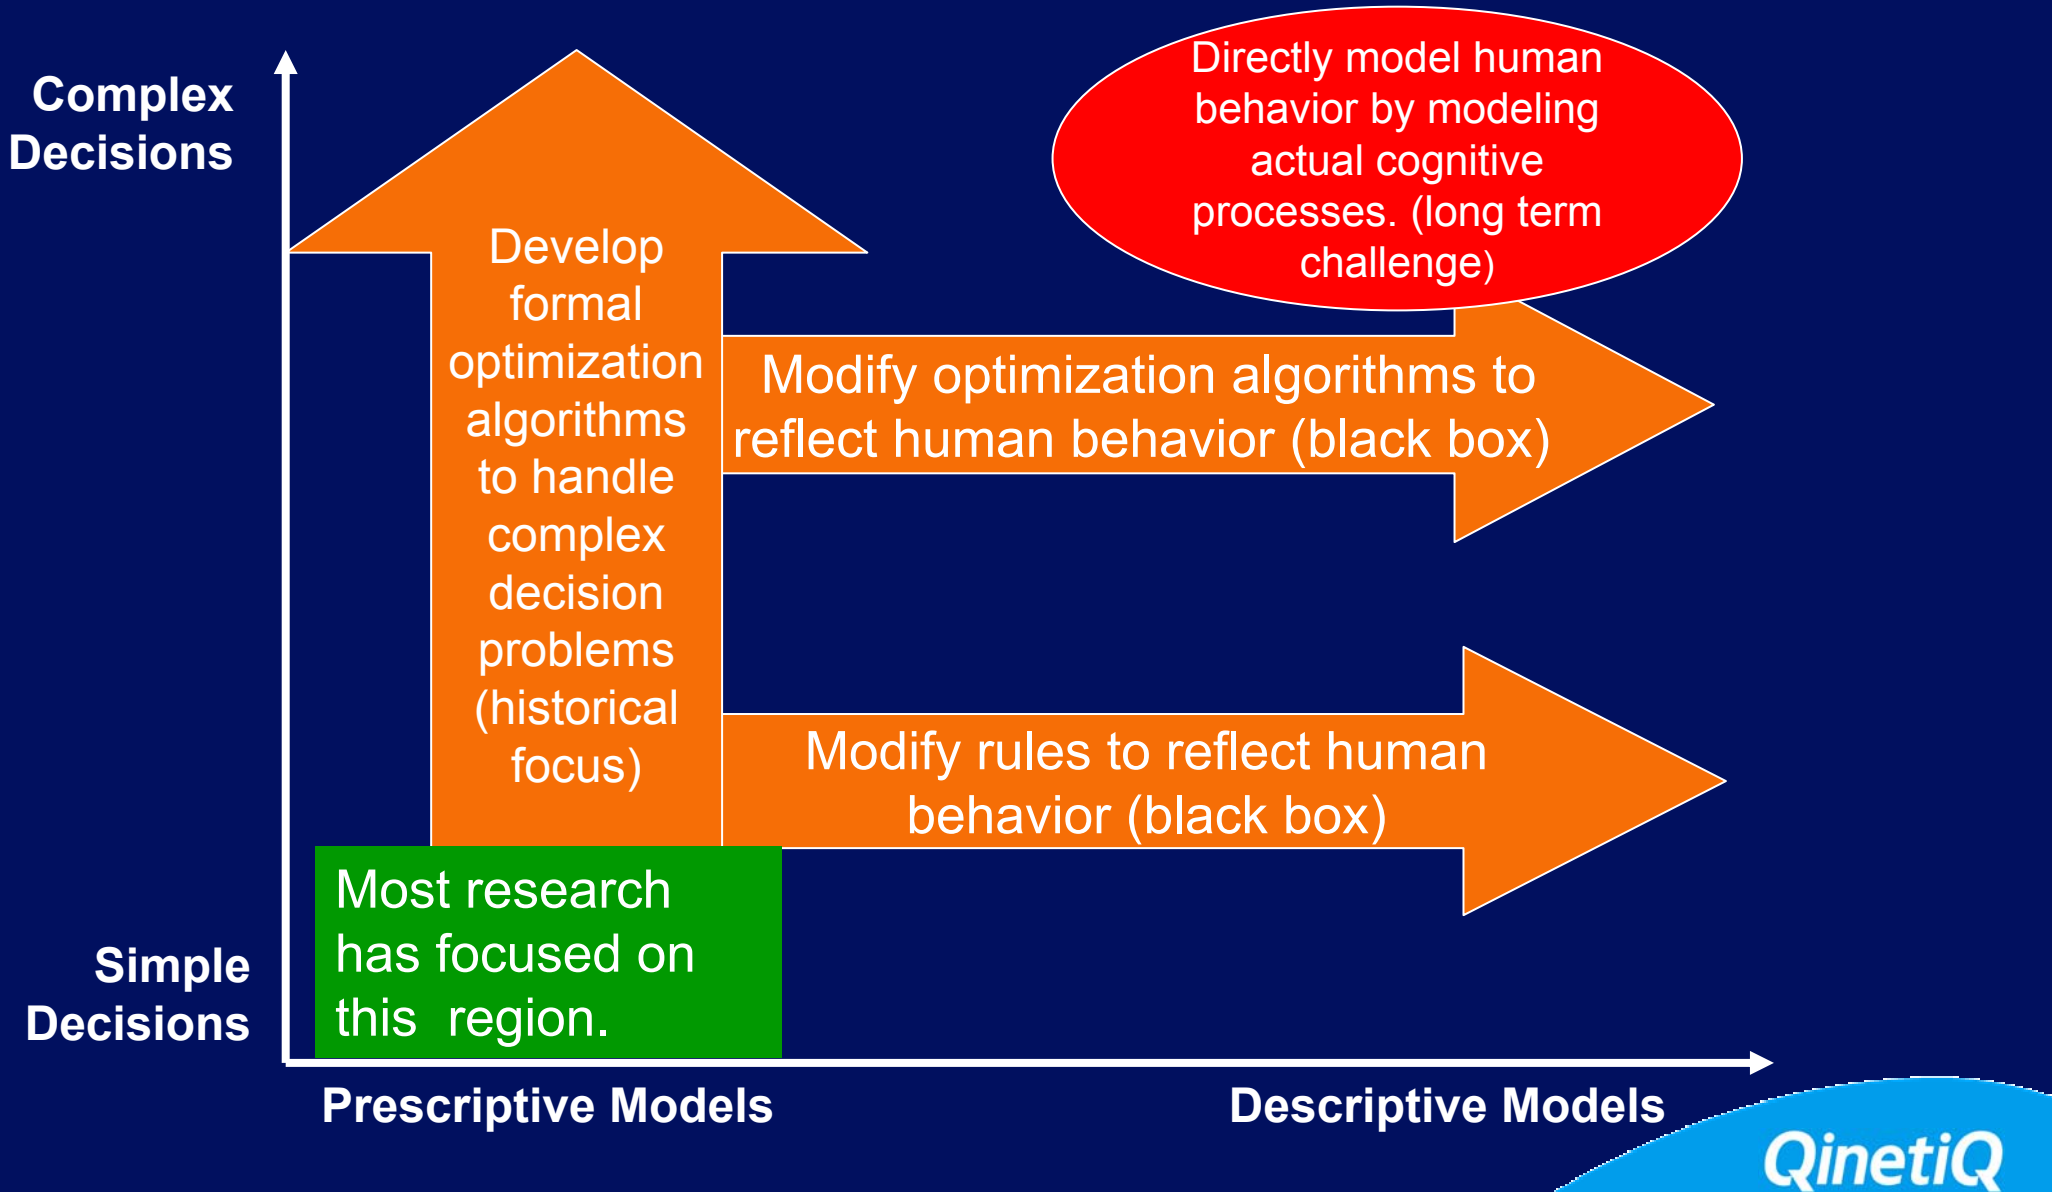 Complex
Decisions
Directly model human
behavior by modeling
actual cognitive
processes. (long term
challenge)
Develop
formal
optimization
algorithms
to handle
complex
decision
problems
(historical
focus)
Modify optimization algorithms to
reflect human behavior (black box)
Modify rules to reflect human
behavior (black box)
Most research
has focused on
this region.
Simple
Decisions
Prescriptive Models
Descriptive Models
QinetiQ